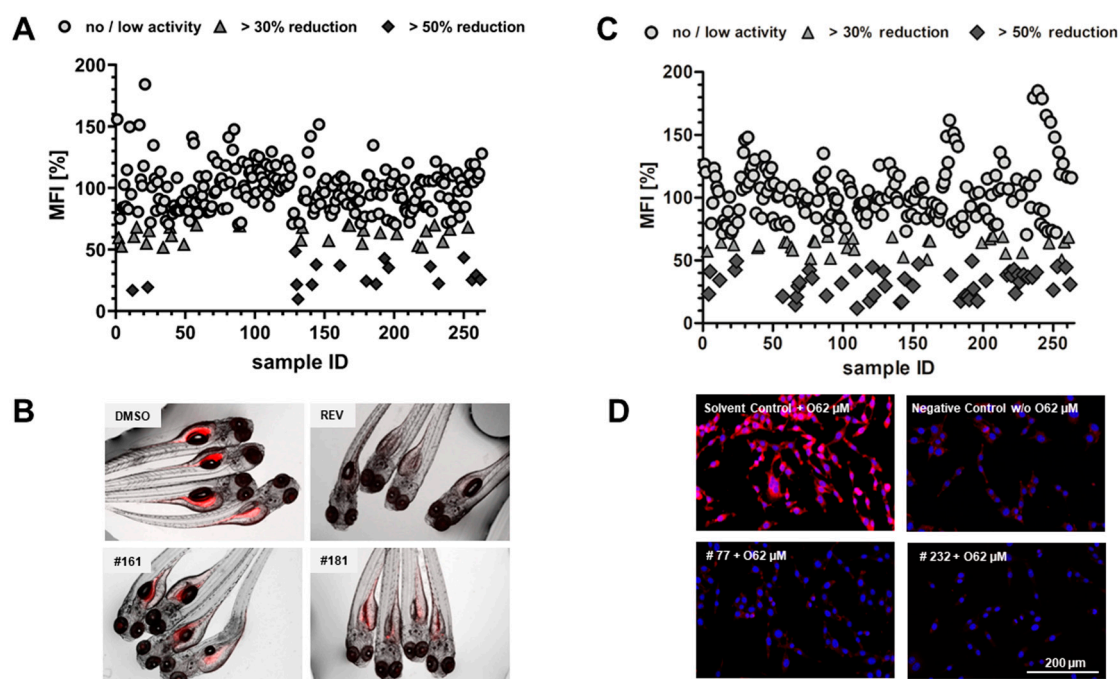 A
no / low activity > 30% reduction > 50% reduction
200
150
100
50
0
MFI [%]
0 50 100 150 200 250
sample ID
B
DMSO
REV
#161
#181
C
no / low activity > 30% reduction > 50% reduction
200
150
100
50
0
MFI [%]
0 50 100 150 200 250
sample ID
D
Solvent Control + O62 µM
Negative Control w/o O62 µM
# 77 + O62 µM
# 232 + O62 µM
200 µm